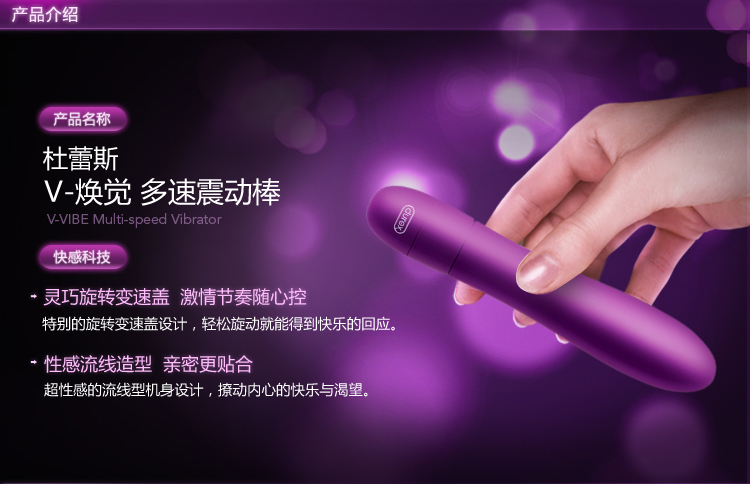 产品介绍
产品名称
杜蕾斯
V-焕觉 多速震动棒
V-VIBE Multi-speed Vibrator
快感科技
灵巧旋转变速盖 激情节奏随心控
特别的旋转变速盖设计，轻松旋动就能得到快乐的回应。
性感流线造型 亲密更贴合
超性感的流线型机身设计，撩动内心的快乐与渴望。
durex